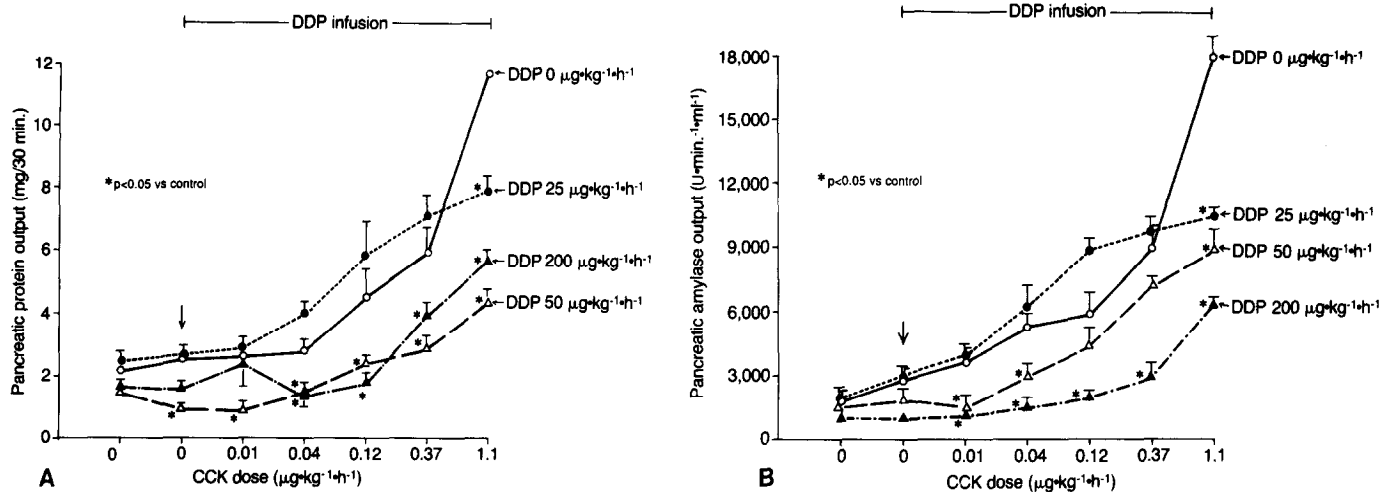 DDP infusion
12
10
8
6
4
2
0
Pancreatic protein output (mg/30 min.)
*p<0.05 vs control
DDP 0 μg•kg⁻¹•h⁻¹
* DDP 25 μg•kg⁻¹•h⁻¹
* DDP 200 μg•kg⁻¹•h⁻¹
* DDP 50 μg•kg⁻¹•h⁻¹
* * * * * * * *
0 0 0.01 0.04 0.12 0.37 1.1
CCK dose (μg•kg⁻¹•h⁻¹)
A
DDP infusion
18,000
15,000
12,000
9,000
6,000
3,000
0
Pancreatic amylase output (U•min.⁻¹•ml⁻¹)
*p<0.05 vs control
DDP 0 μg•kg⁻¹•h⁻¹
* DDP 25 μg•kg⁻¹•h⁻¹
* DDP 50 μg•kg⁻¹•h⁻¹
* DDP 200 μg•kg⁻¹•h⁻¹
* * * * * *
0 0 0.01 0.04 0.12 0.37 1.1
CCK dose (μg•kg⁻¹•h⁻¹)
B